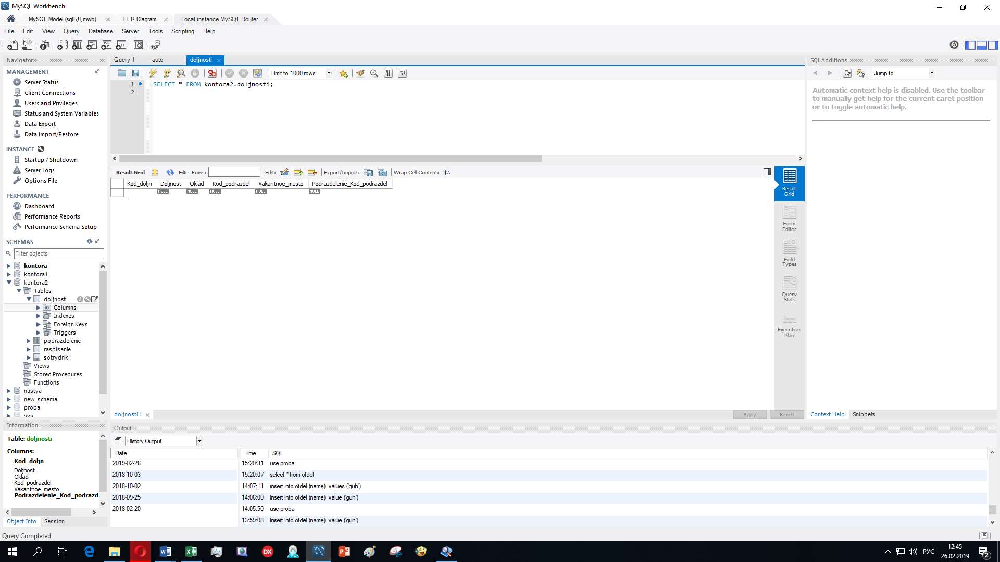 MySQL Workbench
MySQL Model (sqlБД.mwb)
EER Diagram
Local instance MySQL Router
File Edit View Query Database Server Tools Scripting Help
Navigator
MANAGEMENT
Server Status
Client Connections
Users and Privileges
Status and System Variables
Data Export
Data Import/Restore
INSTANCE
Startup / Shutdown
Server Logs
Options File
PERFORMANCE
Dashboard
Performance Reports
Performance Schema Setup
SCHEMAS
Filter objects
kontora
kontora1
kontora2
Tables
doljnosti
Columns
Indexes
Foreign Keys
Triggers
podrazdelenie
raspisanie
sotrydnik
Views
Stored Procedures
Functions
nastya
new_schema
proba
sys
Information
Table: doljnosti
Columns:
Kod_doljn
Doljnost
Oklad
Kod_podrazdel
Vakantnoe_mesto
Podrazdelenie_Kod_podrazd
Object Info Session
Query Completed
Query 1 auto doljnosti
Limit to 1000 rows
1 SELECT * FROM kontora2.doljnosti;
2
Result Grid Filter Rows: Edit: Export/Import: Wrap Cell Content:
Kod_doljn Doljnost Oklad Kod_podrazdel Vakantnoe_mesto Podrazdelenie_Kod_podrazdel
NULL NULL NULL NULL NULL
Result
Grid
Form
Editor
Field
Types
Query
Stats
Execution
Plan
doljnosti 1
Apply Revert
Output
History Output
Date
2019-02-26
2018-10-03
2018-10-02
2018-09-25
2018-02-20
Time SQL
15:20:31 use proba
15:20:07 select * from otdel
14:07:11 insert into otdel (name) values ('guh')
14:06:00 insert into otdel (name) value ('guh')
14:05:50 use proba
13:59:08 insert into otdel (name) value ('guh')
SQLAdditions
Jump to
Automatic context help is disabled. Use the toolbar
to manually get help for the current caret position
or to toggle automatic help.
Context Help Snippets
DX
РУС
12:45
26.02.2019
2